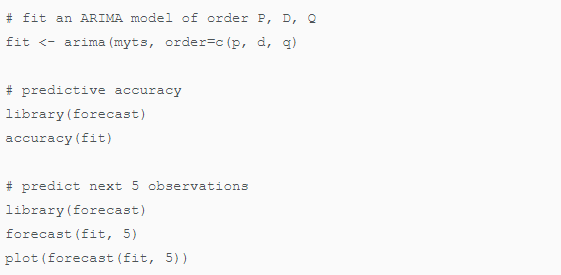 # fit an ARIMA model of order P, D, Q
fit <- arima(myts, order=c(p, d, q)
# predictive accuracy
library(forecast)
accuracy(fit)
# predict next 5 observations
library(forecast)
forecast(fit, 5)
plot(forecast(fit, 5))